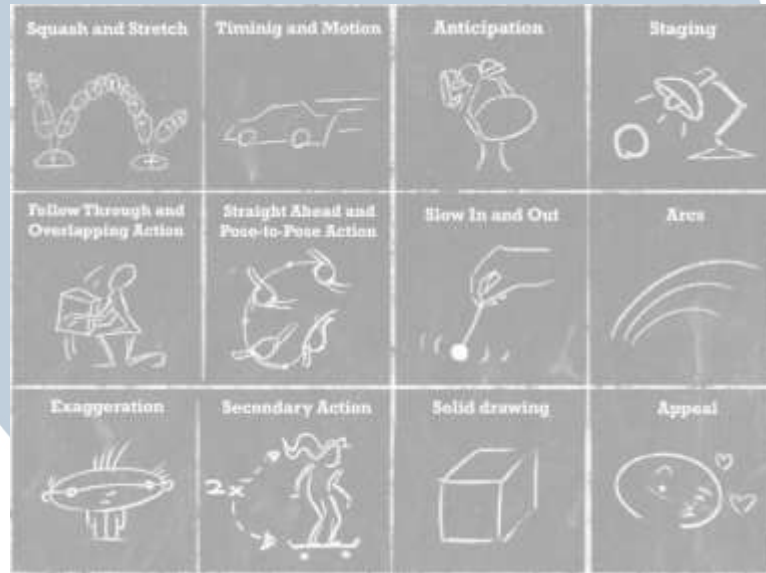 Squash and Stretch
Timinig and Motion
Anticipation
Staging
Follow Through and
Overlapping Action
Straight Ahead and
Pose-to-Pose Action
Slow In and Out
Arcs
Exaggeration
Secondary Action
2x
Solid drawing
Appeal